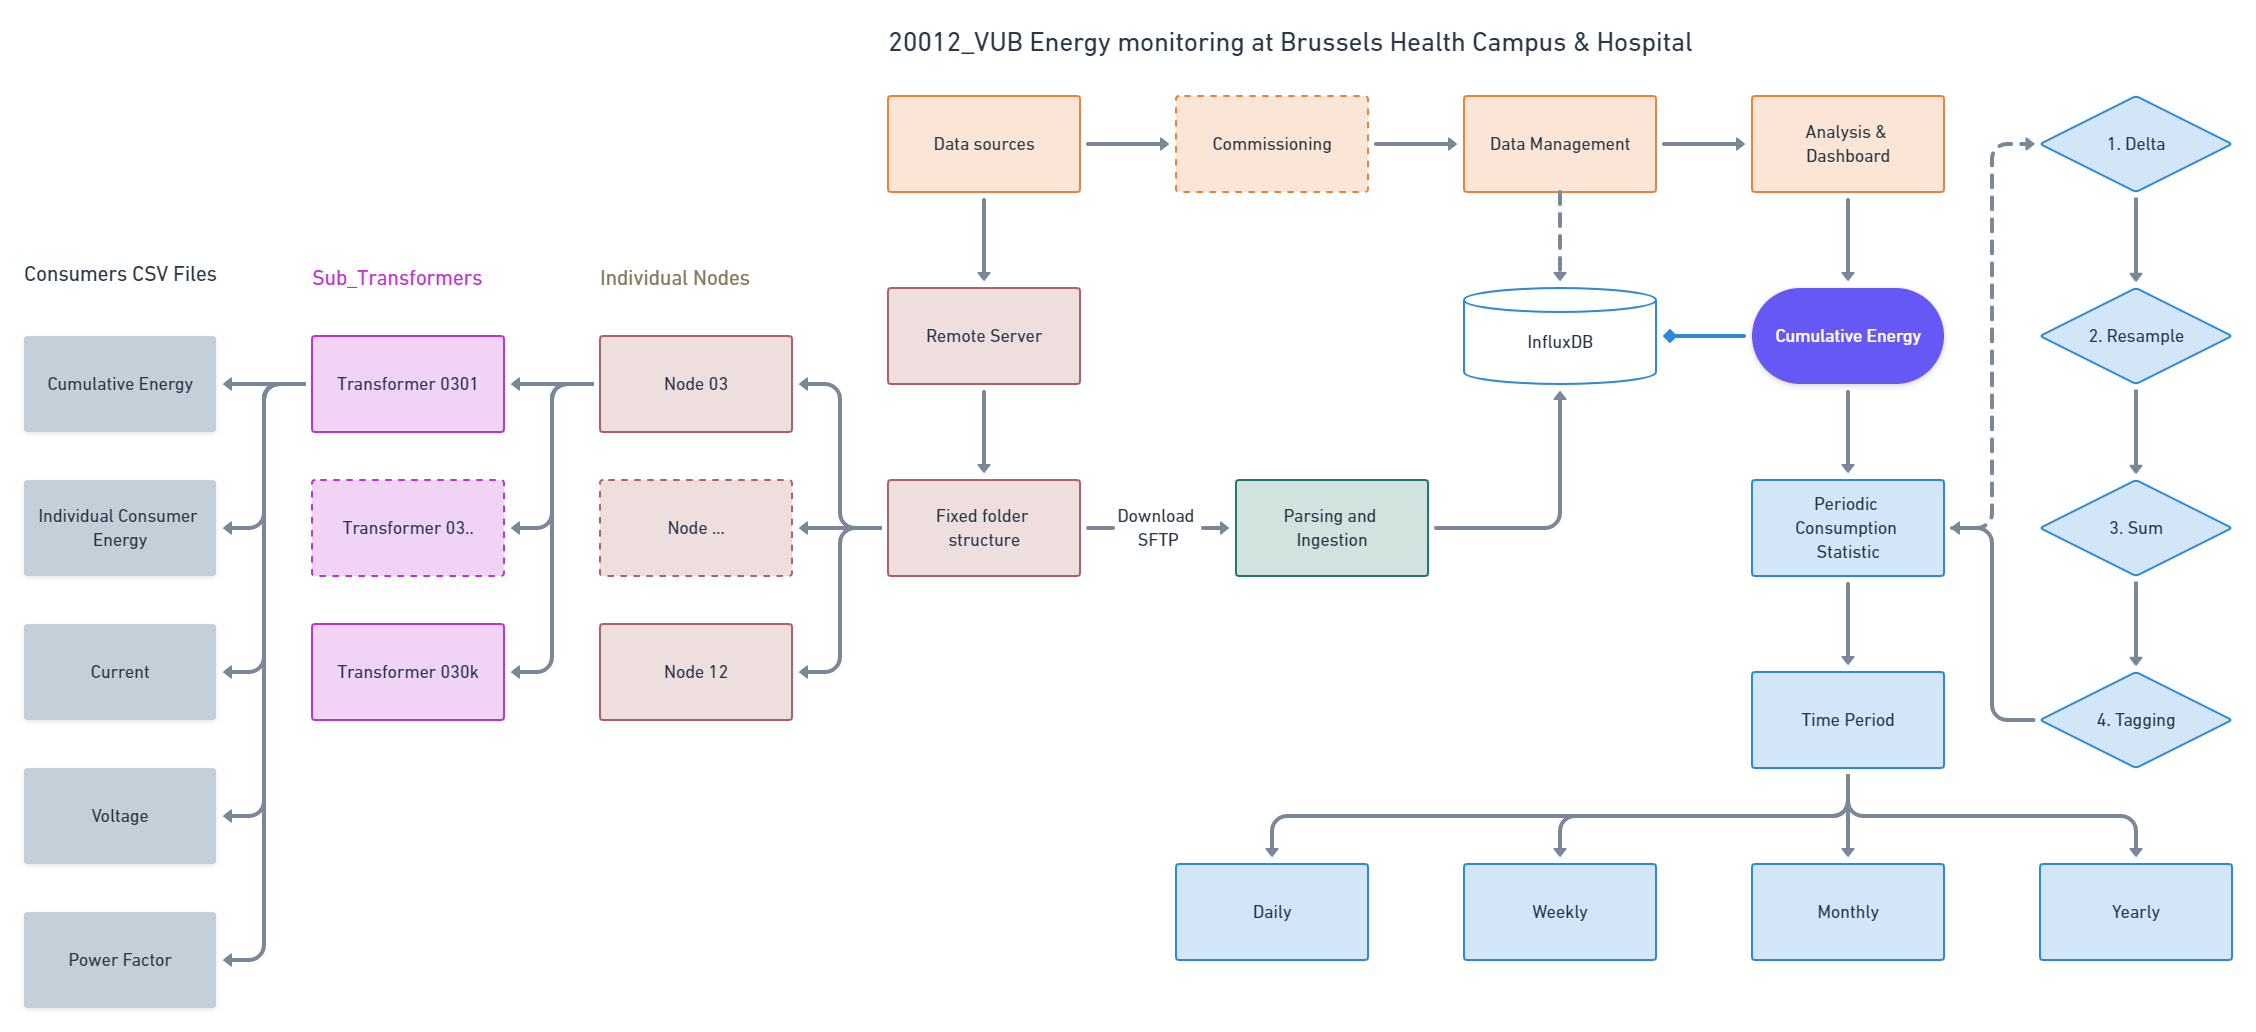 20012_VUB Energy monitoring at Brussels Health Campus & Hospital
Data sources
Commissioning
Data Management
Analysis &
Dashboard
1. Delta
Consumers CSV Files
Sub_Transformers
Individual Nodes
Remote Server
InfluxDB
Cumulative Energy
2. Resample
Cumulative Energy
Transformer 0301
Node 03
Individual Consumer
Energy
Transformer 03..
Node ...
Fixed folder
structure
Download
SFTP
Parsing and
Ingestion
Periodic
Consumption
Statistic
3. Sum
Current
Transformer 030k
Node 12
Time Period
4. Tagging
Voltage
Power Factor
Daily
Weekly
Monthly
Yearly